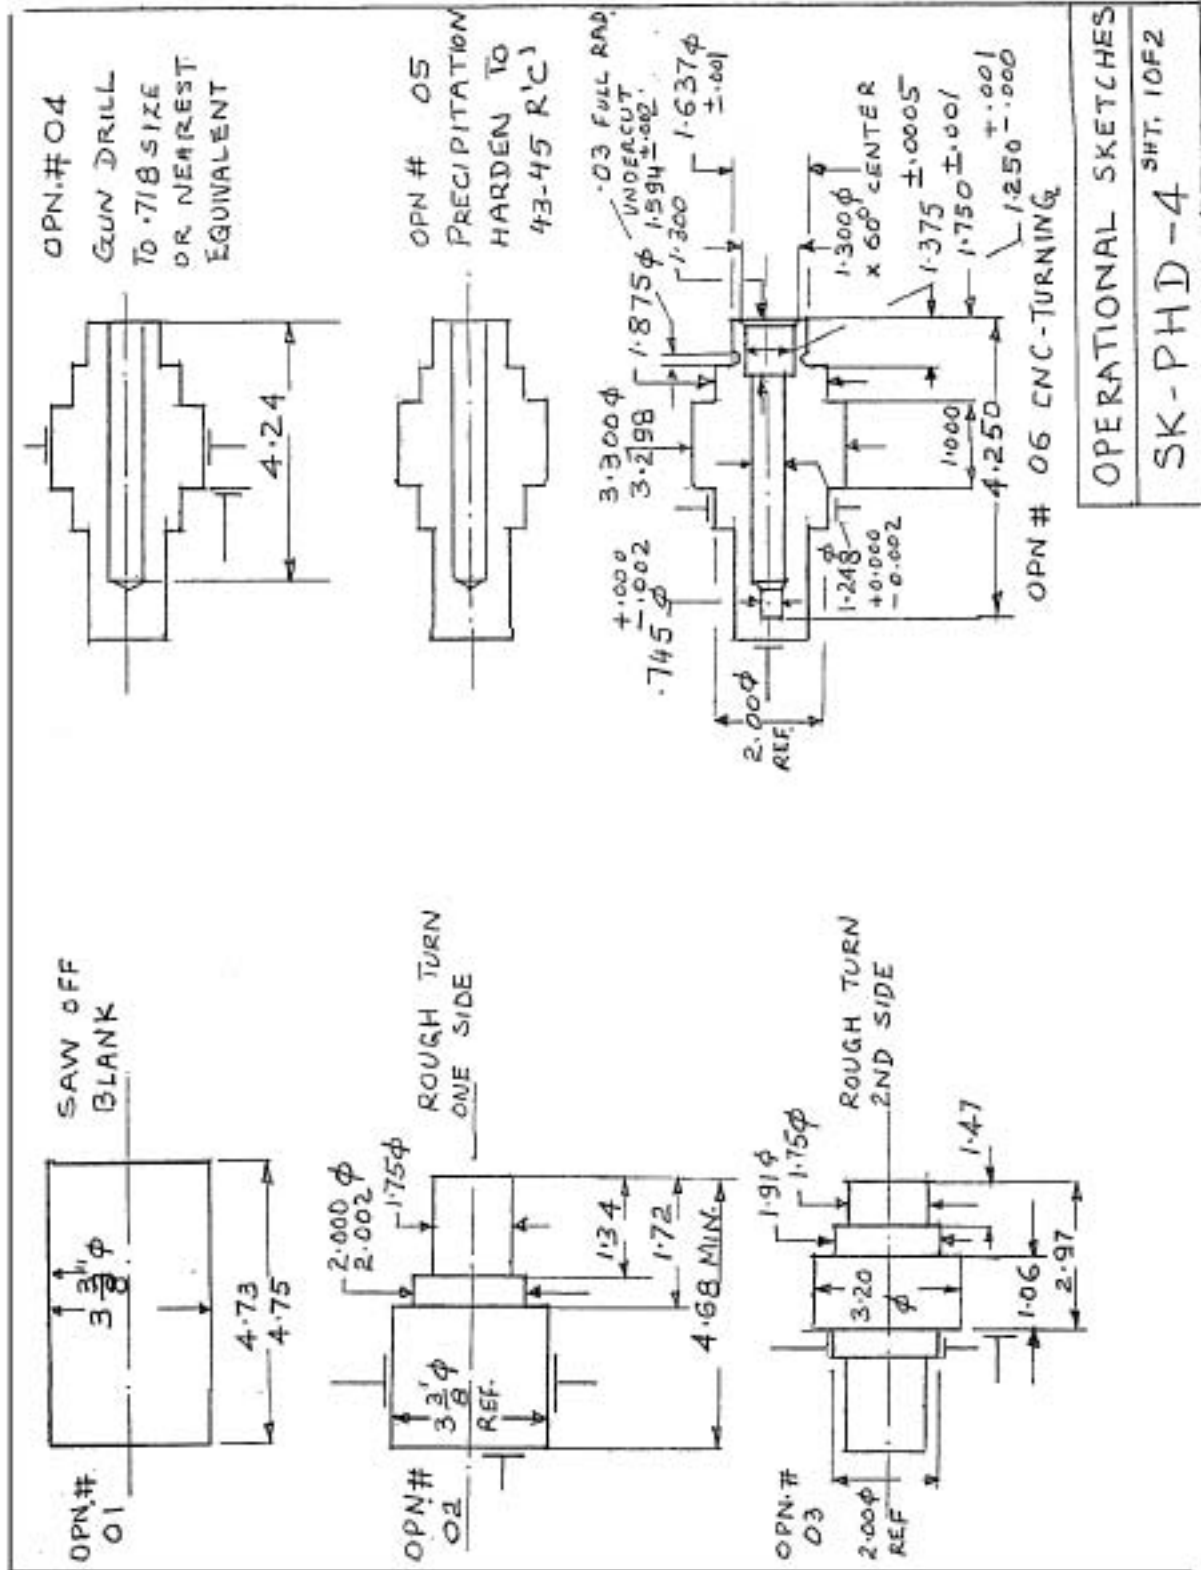 OPN.#
01
SAW OFF
BLANK
3 3/8" ϕ
4.73
4.75
OPN.#
02
3 3/8' ϕ
REF.
2.000 ϕ
2.002
1.75ϕ
ROUGH TURN
ONE SIDE
1.34
1.72
4.68 MIN.
OPN.#
03
2.00ϕ
REF
3.20
ϕ
1.91ϕ
1.75ϕ
ROUGH TURN
2ND SIDE
1.47
1.06
2.97
OPN.#04
GUN DRILL
TO .718 SIZE
OR NEAREST
EQUIVALENT
4.24
OPN # 05
PRECIPITATION
HARDEN TO
43-45 R'C'
+.000
-.002
.745 ϕ
3.300ϕ
3.298
1.875ϕ
.03 FULL RAD.
UNDERCUT
1.594±.002
1.300
1.637ϕ
±.001
2.00ϕ
REF.
1.248 ϕ
+0.000
-0.002
1.300ϕ
x 60° CENTER
1.375 ±.0005
1.750 ±.001
1.250 +.001
-.000
1.000
4.250
OPN # 06 CNC-TURNING
OPERATIONAL SKETCHES
SK-PHD-4 SHT. 1OF2